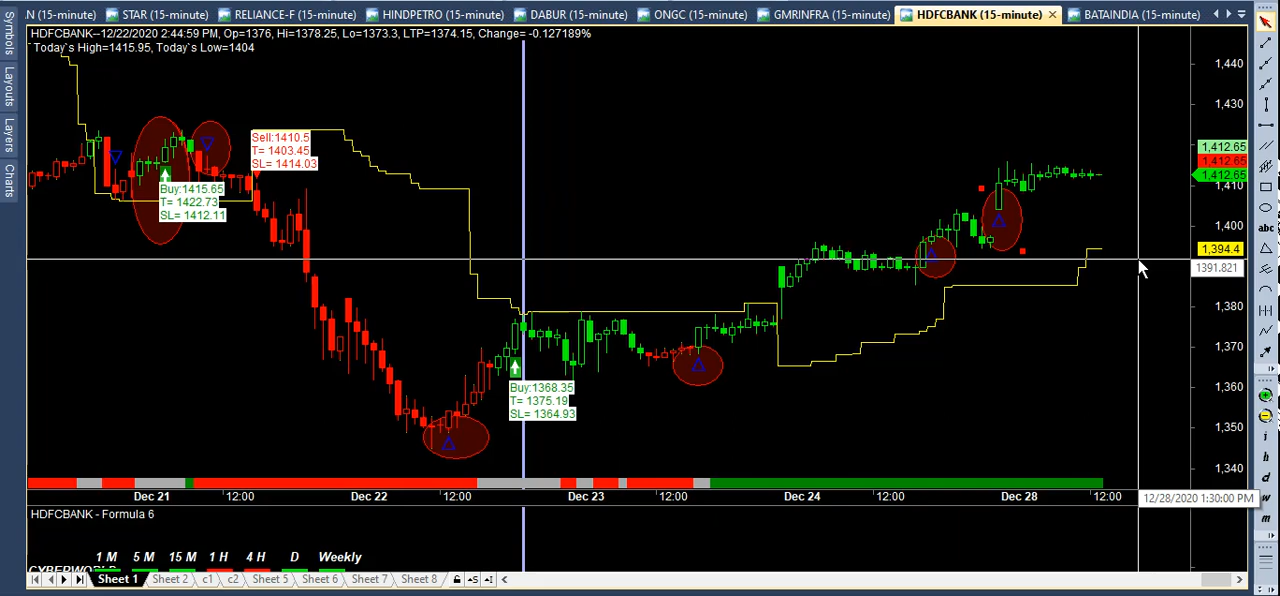 N (15-minute) STAR (15-minute) RELIANCE-F (15-minute) HINDPETRO (15-minute) DABUR (15-minute) ONGC (15-minute) GMRINFRA (15-minute) HDFCBANK (15-minute) BATAINDIA (15-minute)
Symbols
Layouts
Layers
Charts
HDFCBANK--12/22/2020 2:44:59 PM, Op=1376, Hi=1378.25, Lo=1373.3, LTP=1374.15, Change= -0.127189%
Today`s High=1415.95, Today`s Low=1404
Sell:1410.5
T= 1403.45
SL= 1414.03
Buy:1415.65
T= 1422.73
SL= 1412.11
Buy:1368.35
T= 1375.19
SL= 1364.93
1,440
1,430
1,412.65
1,412.65
1,412.65
1,410
1,400
1,394.4
1391.821
1,380
1,370
1,360
1,350
1,340
abc
i
h
d
w
m
Dec 21 12:00 Dec 22 12:00 Dec 23 12:00 Dec 24 12:00 Dec 28 12:00 12/28/2020 1:30:00 PM
HDFCBANK - Formula 6
1 M 5 M 15 M 1 H 4 H D Weekly
CYBERWORLD
Sheet 1 Sheet 2 c1 c2 Sheet 5 Sheet 6 Sheet 7 Sheet 8